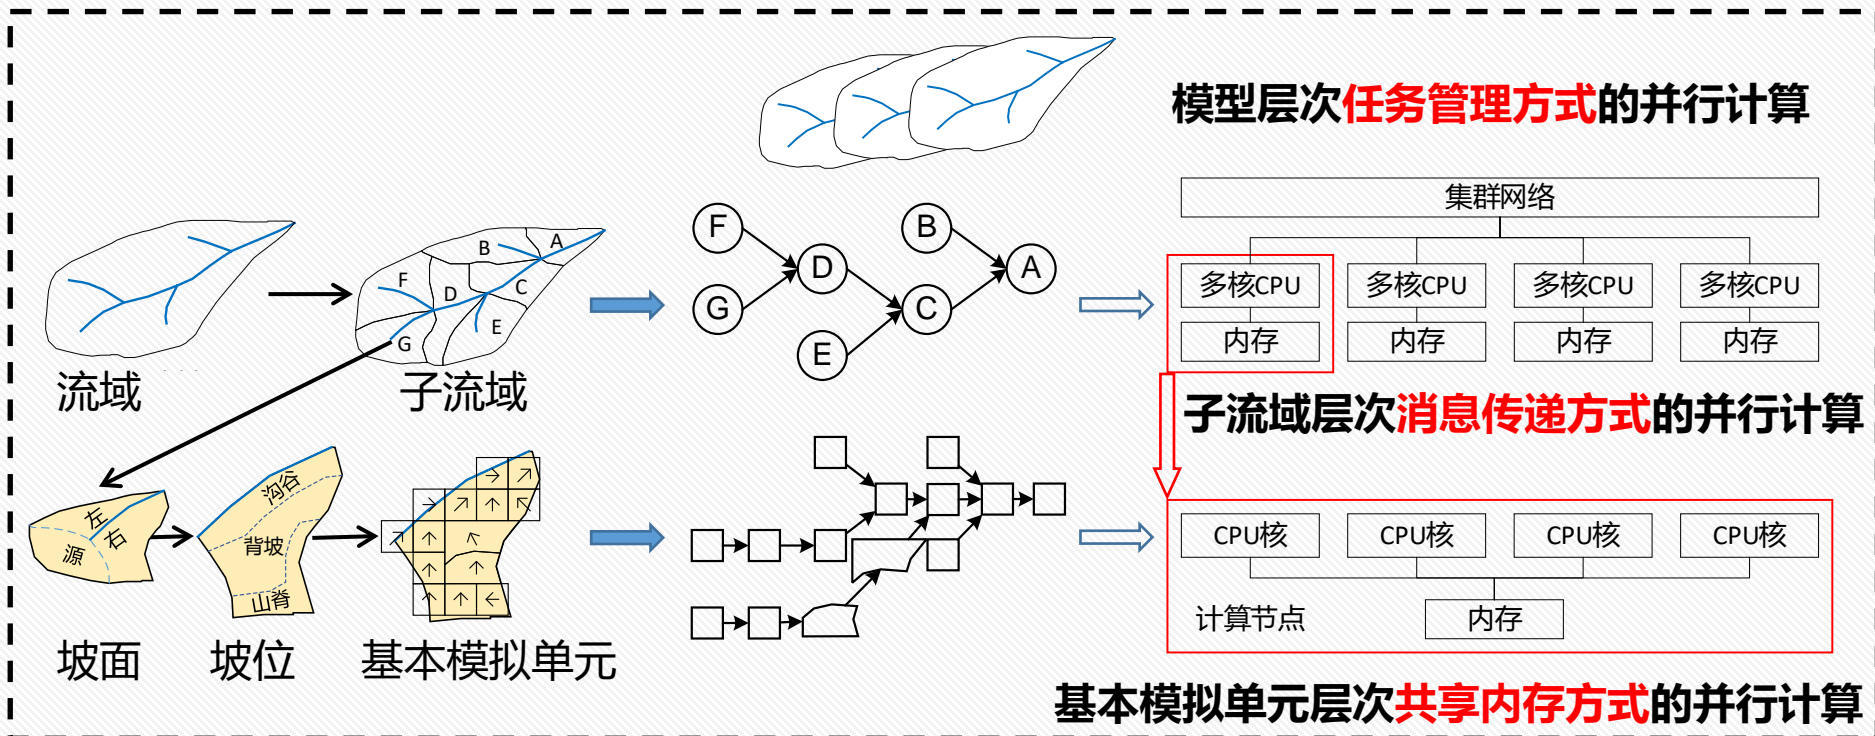 模型层次任务管理方式的并行计算
集群网络
F
B
D
A
G
C
E
多核CPU
多核CPU
多核CPU
多核CPU
内存
内存
内存
内存
A
B
F
D
C
E
G
流域
子流域
子流域层次消息传递方式的并行计算
左
右
源
沟谷
背坡
山脊
CPU核
CPU核
CPU核
CPU核
计算节点
内存
坡面
坡位
基本模拟单元
基本模拟单元层次共享内存方式的并行计算